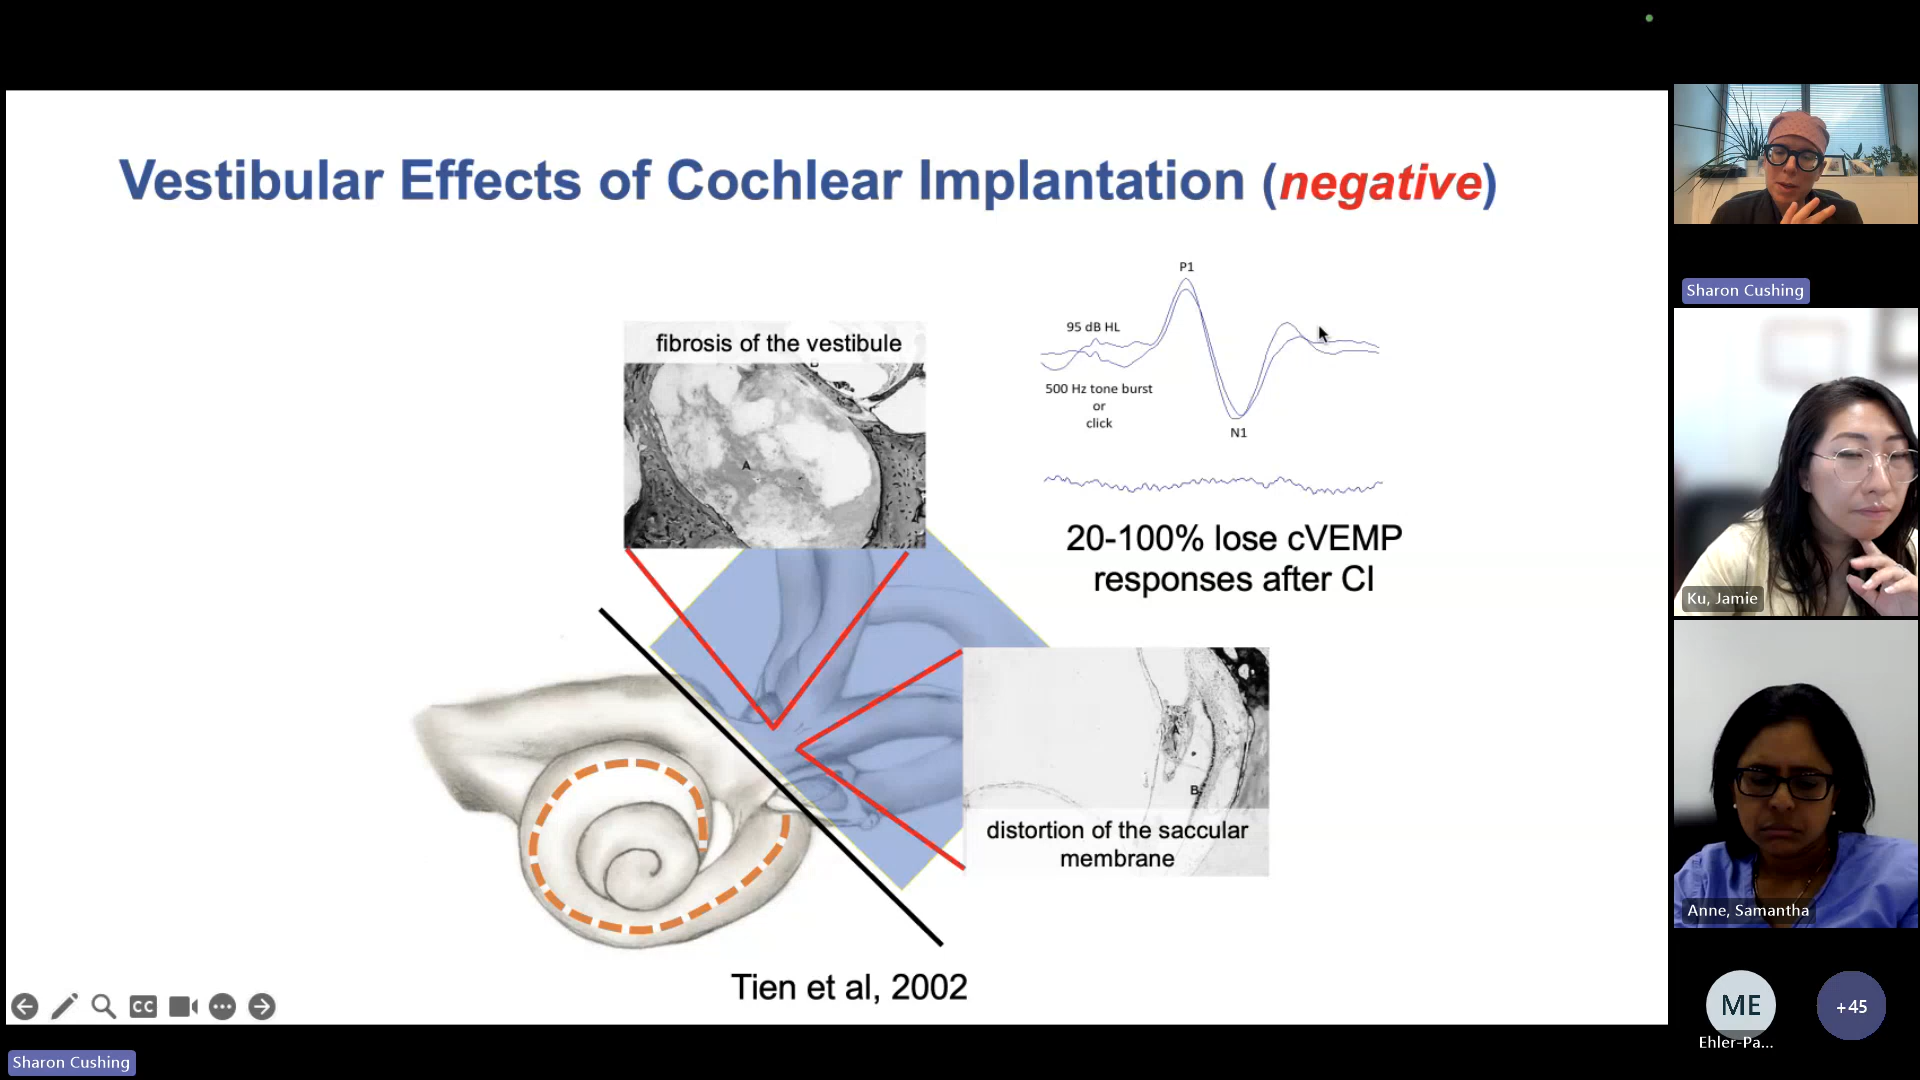 Vestibular Effects of Cochlear Implantation (negative)
P1
95 dB HL
500 Hz tone burst
or
click
N1
fibrosis of the vestibule
A
20-100% lose cVEMP
responses after CI
A
B
distortion of the saccular
membrane
Tien et al, 2002
CC
Sharon Cushing
Sharon Cushing
Ku, Jamie
Anne, Samantha
ME
Ehler-Pa...
+45